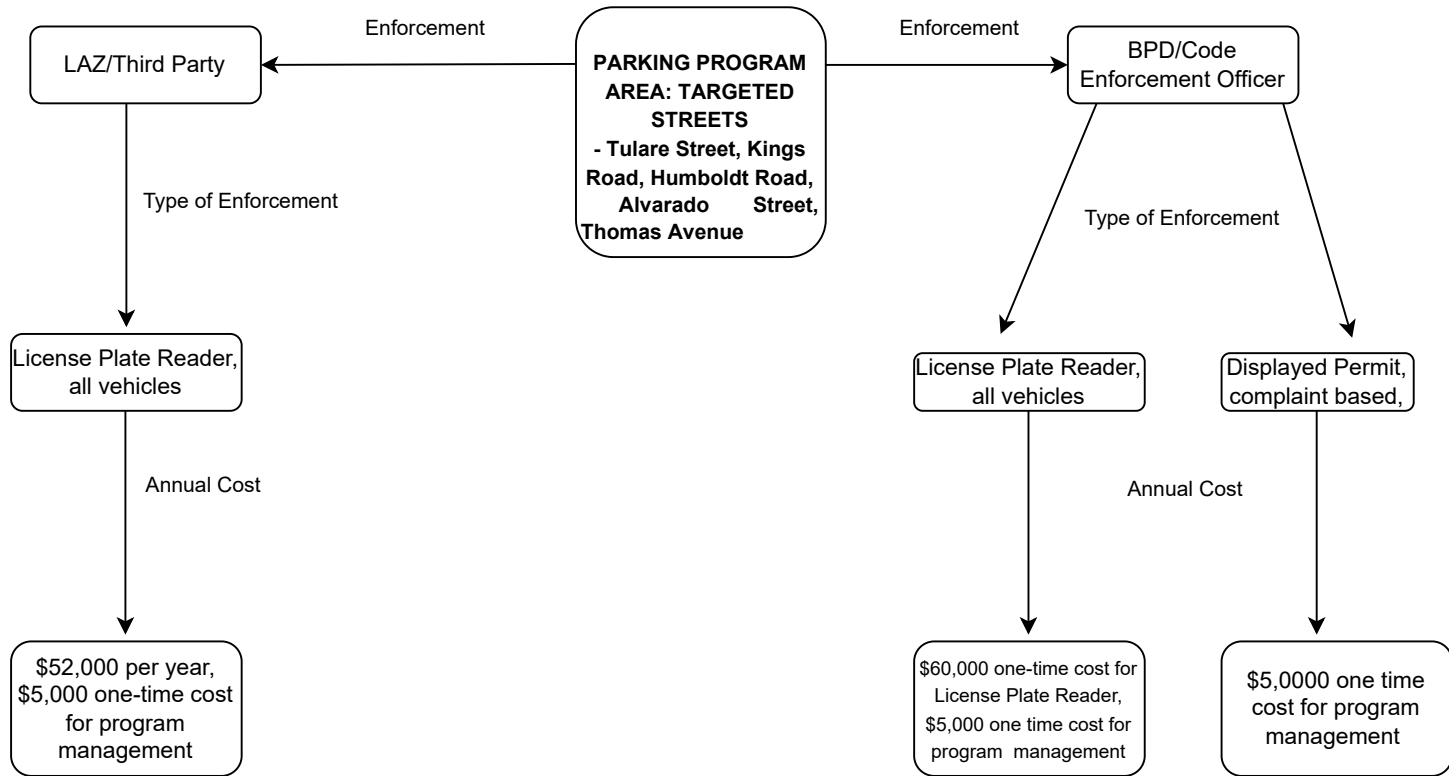 Enforcement
Enforcement
LAZ/Third Party
PARKING PROGRAM
AREA: TARGETED
STREETS
- Tulare Street, Kings
Road, Humboldt Road,
Alvarado Street,
Thomas Avenue
BPD/Code
Enforcement Officer
Type of Enforcement
Type of Enforcement
License Plate Reader,
all vehicles
License Plate Reader,
all vehicles
Displayed Permit,
complaint based,
Annual Cost
Annual Cost
$52,000 per year,
$5,000 one-time cost
for program
management
$60,000 one-time cost for
License Plate Reader,
$5,000 one time cost for
program management
$5,0000 one time
cost for program
management